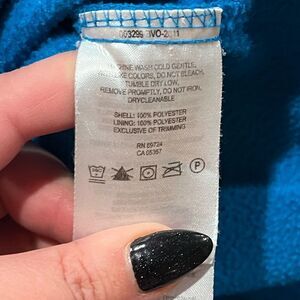 MACHINE WASH COLD GENTLE,
LIKE COLORS, DO NOT BLEACH,
TUMBLE DRY LOW,
REMOVE PROMPTLY, DO NOT IRON,
DRYCLEANABLE
SHELL: 100% POLYESTER
LINING: 100% POLYESTER
EXCLUSIVE OF TRIMMING
RN 69724
CA 05367
P